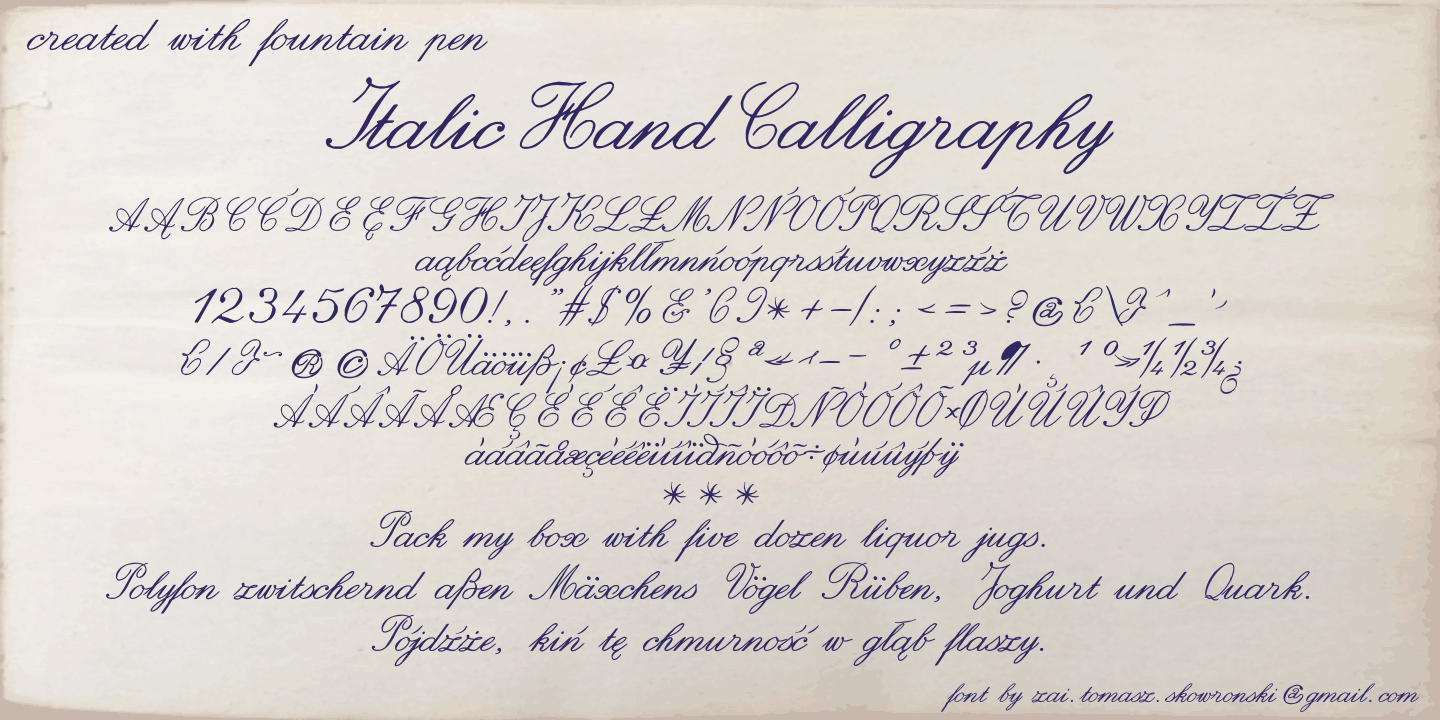 created with fountain pen
Italic Hand Calligraphy
AĄBCĆDEĘFGHIJKLŁMNŃOÓPQRSŚTUVWXYZŹŻ
aąbcćdeęfghijklłmnńoópqrsśtuvwxyzźż
1234567890!,."#$%&'()*+-/:;<=>?@[\]^_`´
{/}~®©ÄÖÜäöüß¡¢£¤¥¦§ª«¬-¯°±²³µ¶·¸¹º»¼½¾¿
ÀÁÂÃÅÆÇÈÉÊËÌÍÎÏÐÑÒÓÔÕ×ØÙÚÛÝÞ
àáâãåæçèéêëìíîïðñòóôõ÷øùúûýþÿ
***
Pack my box with five dozen liquor jugs.
Polyfon zwitschernd aßen Mäxchens Vögel Rüben, Joghurt und Quark.
Pójdźże, kiń tę chmurność w głąb flaszy.
font by zai.tomasz.skowronski@gmail.com